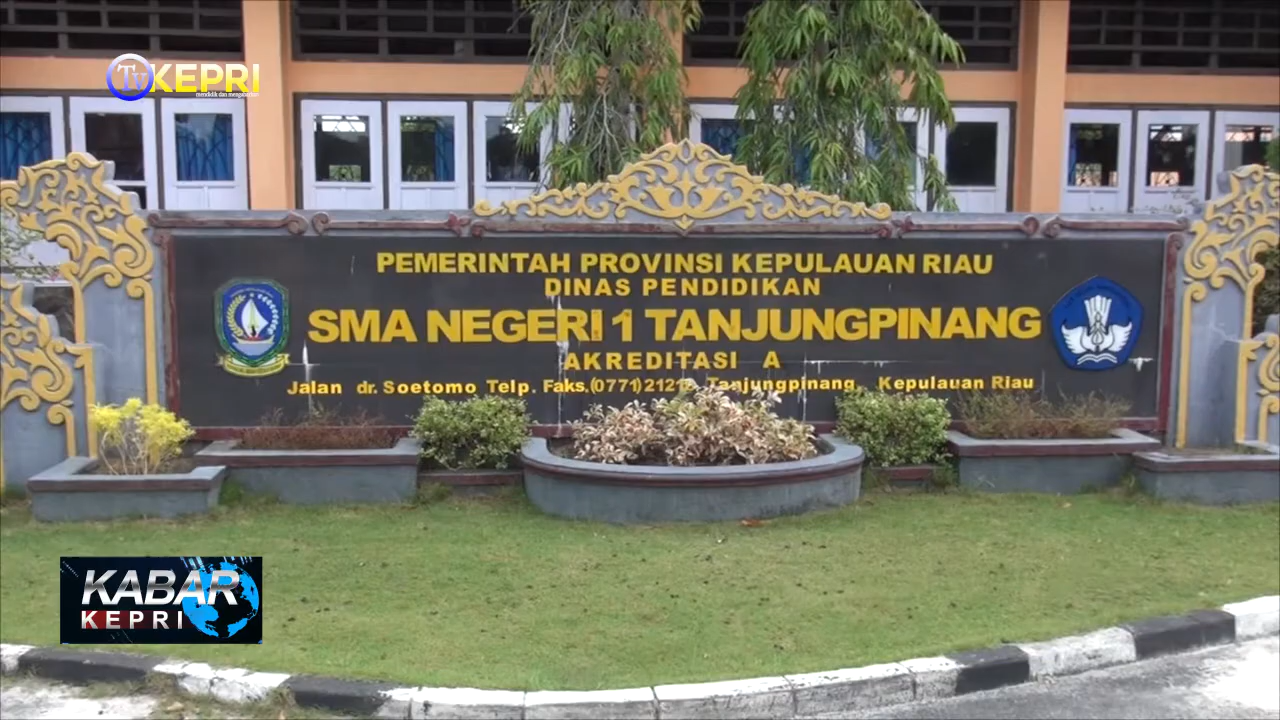 Tv KEPRI
PEMERINTAH PROVINSI KEPULAUAN RIAU
DINAS PENDIDIKAN
SMA NEGERI 1 TANJUNGPINANG
AKREDITASI A
Jalan dr. Soetomo Telp. Faks. Tanjungpinang, Kepulauan Riau
KABAR
KEPRI